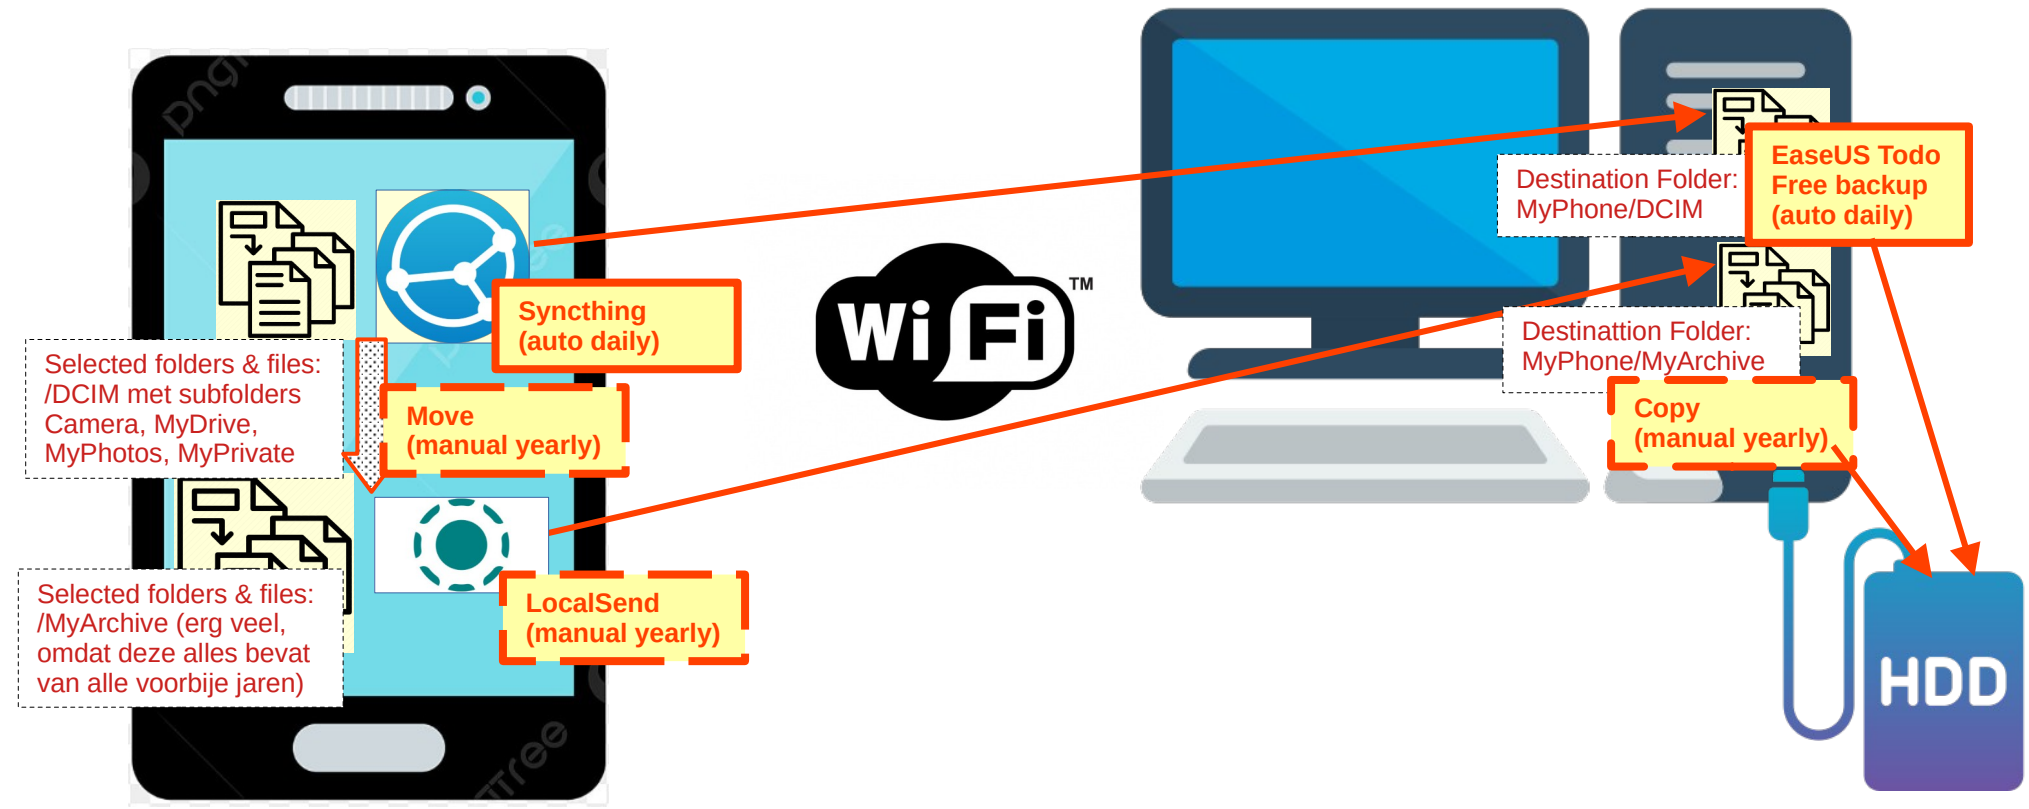 Selected folders & files:
/DCIM met subfolders
Camera, MyDrive,
MyPhotos, MyPrivate
Selected folders & files:
/MyArchive (erg veel,
omdat deze alles bevat
van alle voorbije jaren)
Syncthing
(auto daily)
Move
(manual yearly)
LocalSend
(manual yearly)
Wi Fi TM
Destination Folder:
MyPhone/DCIM
EaseUS Todo
Free backup
(auto daily)
Destinattion Folder:
MyPhone/MyArchive
Copy
(manual yearly)
HDD